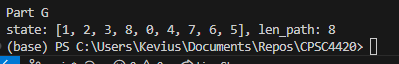 Part G
state: [1, 2, 3, 8, 0, 4, 7, 6, 5], len_path: 8
(base) PS C:\Users\Kevius\Documents\Repos\CPSC4420>